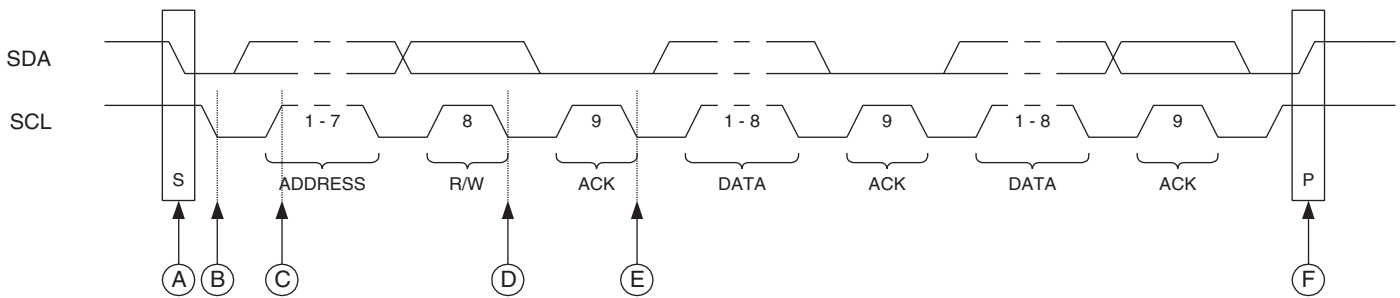 SDA
SCL
1 - 7 8 9 1 - 8 9 1 - 8 9
S ADDRESS R/W ACK DATA ACK DATA ACK P
A B C D E F